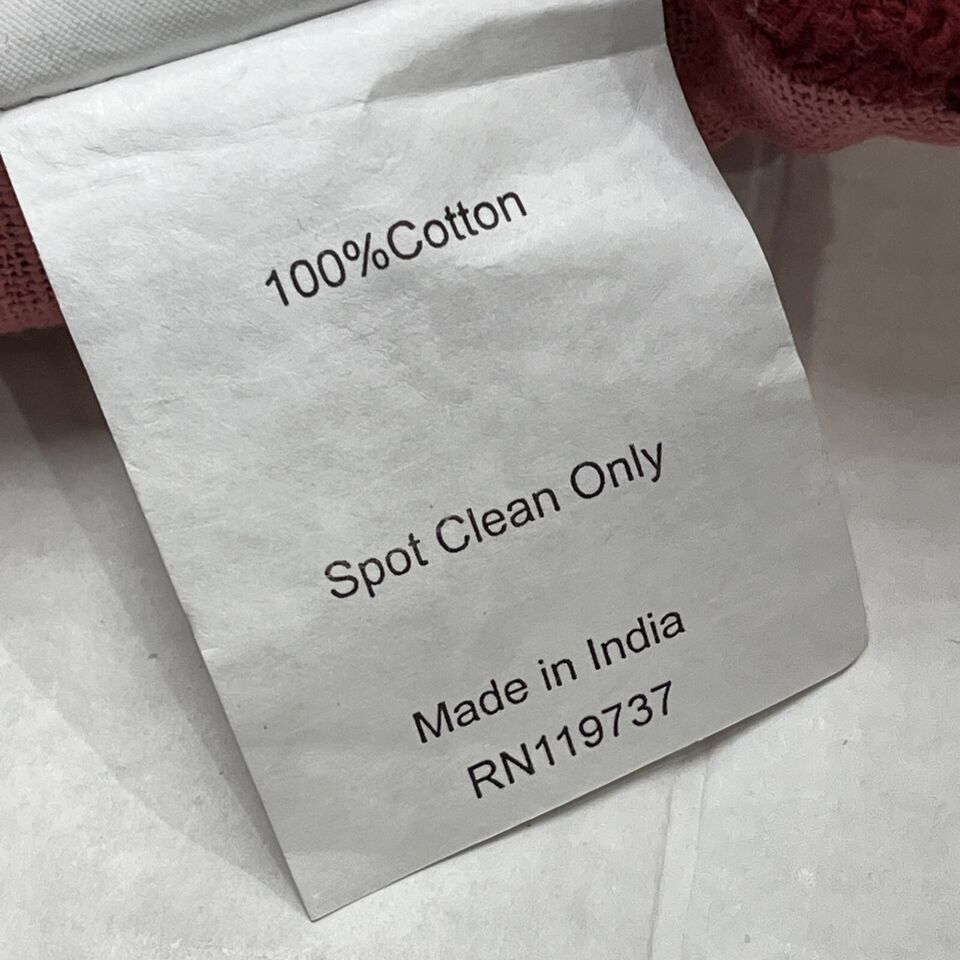 100%Cotton
Spot Clean Only
Made in India
RN119737